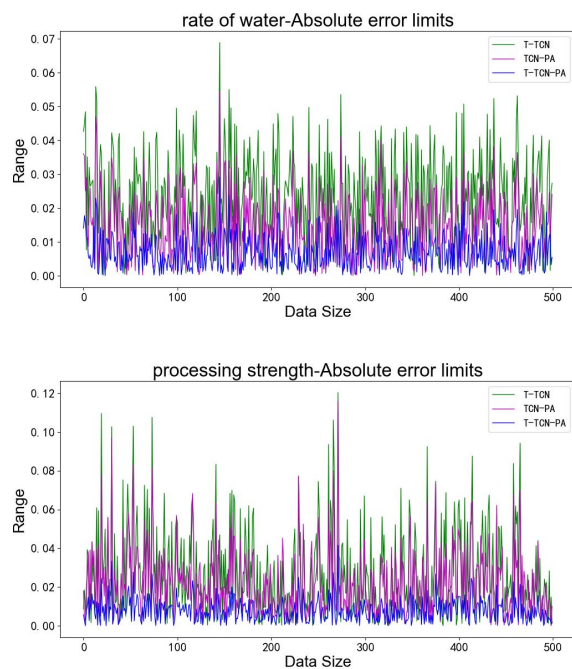 rate of water-Absolute error limits
0.07
0.06
0.05
0.04
0.03
0.02
0.01
0.00
Range
T-TCN
TCN-PA
T-TCN-PA
0 100 200 300 400 500
Data Size
processing strength-Absolute error limits
0.12
0.10
0.08
0.06
0.04
0.02
0.00
Range
T-TCN
TCN-PA
T-TCN-PA
0 100 200 300 400 500
Data Size